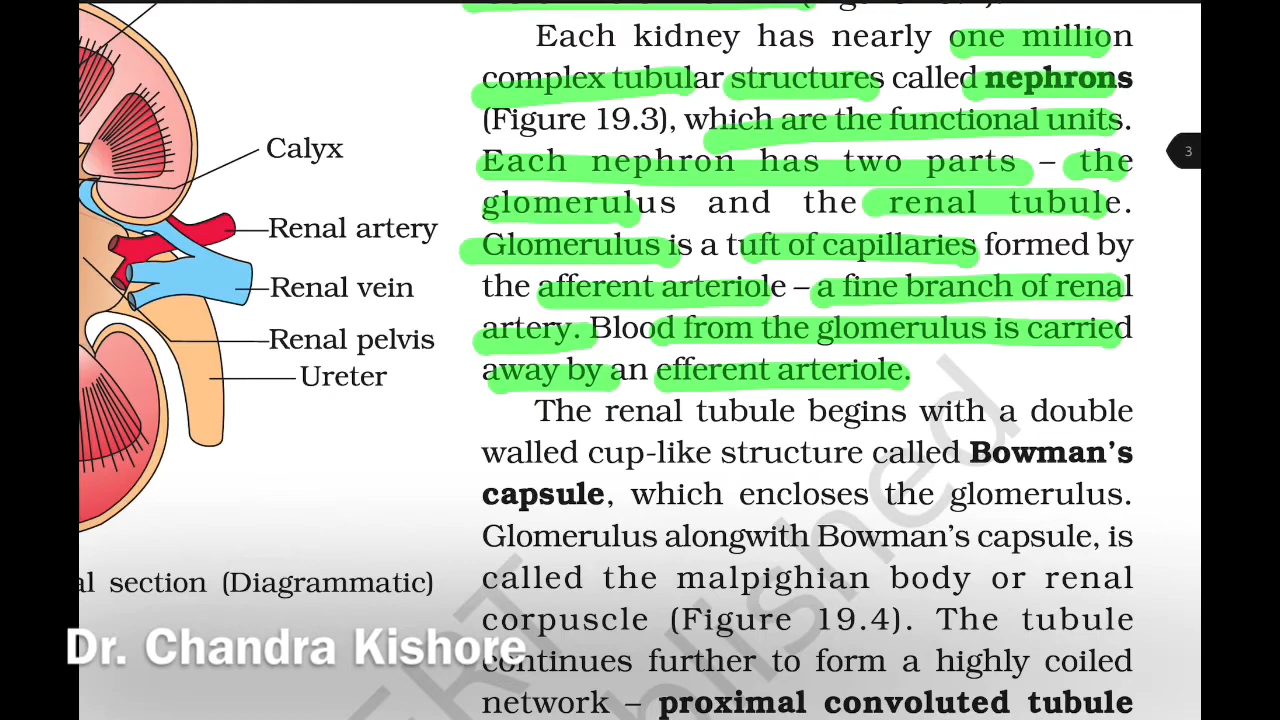 Each kidney has nearly one million
complex tubular structures called nephrons
(Figure 19.3), which are the functional units.
Each nephron has two parts – the
glomerulus and the renal tubule.
Glomerulus is a tuft of capillaries formed by
the afferent arteriole – a fine branch of renal
artery. Blood from the glomerulus is carried
away by an efferent arteriole.
The renal tubule begins with a double
walled cup-like structure called Bowman’s
capsule, which encloses the glomerulus.
Glomerulus alongwith Bowman’s capsule, is
called the malpighian body or renal
corpuscle (Figure 19.4). The tubule
continues further to form a highly coiled
network – proximal convoluted tubule
Calyx
Renal artery
Renal vein
Renal pelvis
Ureter
section (Diagrammatic)
Dr. Chandra Kishore
3